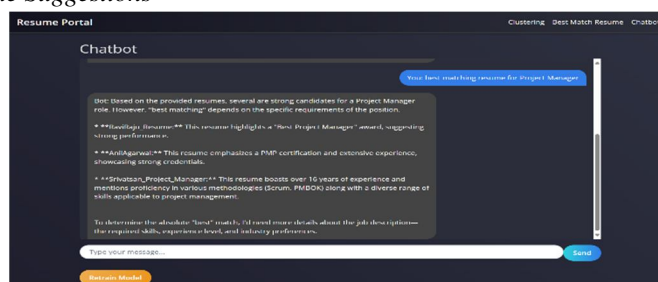 Suggestions
Resume Portal
Clustering Best Match Resume Chatbot
Chatbot
Your best matching resume for Project Manager
Bot: Based on the provided resumes, several are strong candidates for a Project Manager
role. However, "best matching" depends on the specific requirements of the position.
* **RaviRaju_Resume:** This resume highlights a "Best Project Manager" award, suggesting
strong performance.
* **AnilAgarwal:** This resume emphasizes a PMP certification and extensive experience,
showcasing strong credentials.
* **Srivatsan_Project_Manager:** This resume boasts over 16 years of experience and
mentions proficiency in various methodologies (Scrum, PMBOK) along with a diverse range of
skills applicable to project management.
To determine the absolute "best" match, I'd need more details about the job description—
the required skills, experience level, and industry preferences.
Type your message...
Send
Retrain Model